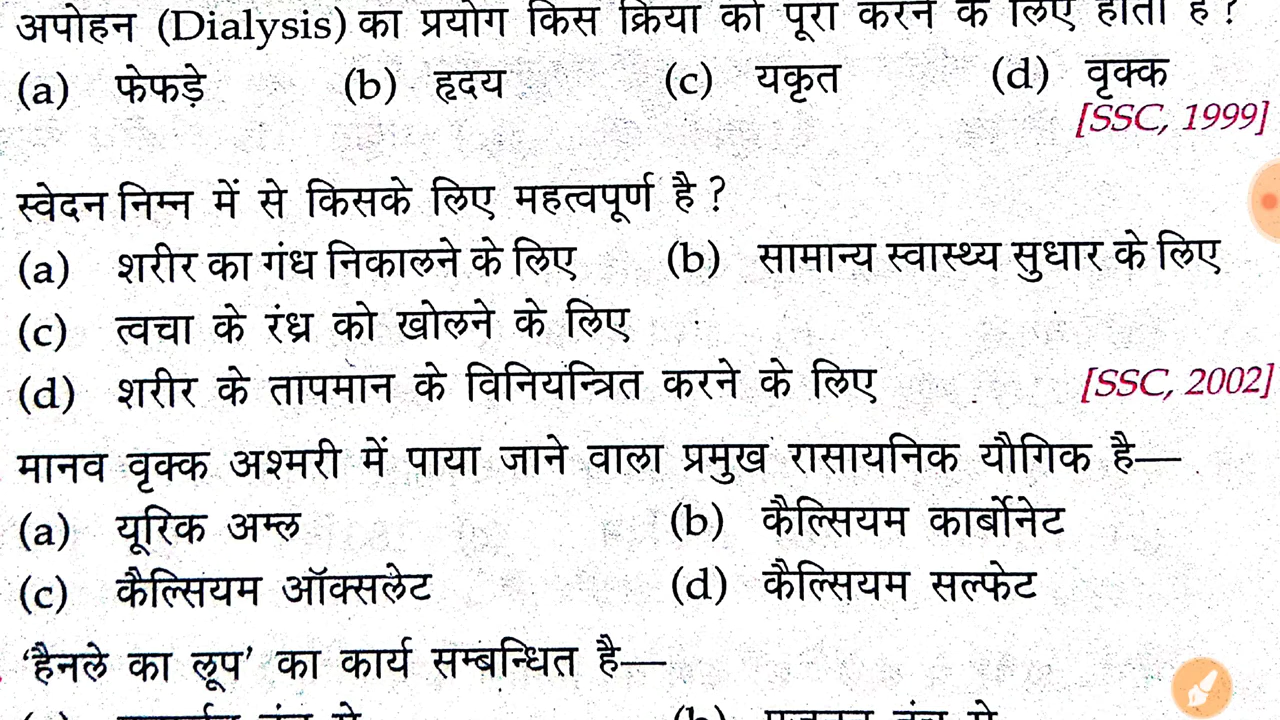 अपोहन (Dialysis) का प्रयोग किस क्रिया को पूरा करने के लिए होता है ?
(a) फेफड़े (b) हृदय (c) यकृत (d) वृक्क
[SSC, 1999]
स्वेदन निम्न में से किसके लिए महत्वपूर्ण है ?
(a) शरीर का गंध निकालने के लिए (b) सामान्य स्वास्थ्य सुधार के लिए
(c) त्वचा के रंध्र को खोलने के लिए
(d) शरीर के तापमान के विनियन्त्रित करने के लिए [SSC, 2002]
मानव वृक्क अश्मरी में पाया जाने वाला प्रमुख रासायनिक यौगिक है—
(a) यूरिक अम्ल (b) कैल्सियम कार्बोनेट
(c) कैल्सियम ऑक्सलेट (d) कैल्सियम सल्फेट
‘हैनले का लूप’ का कार्य सम्बन्धित है—